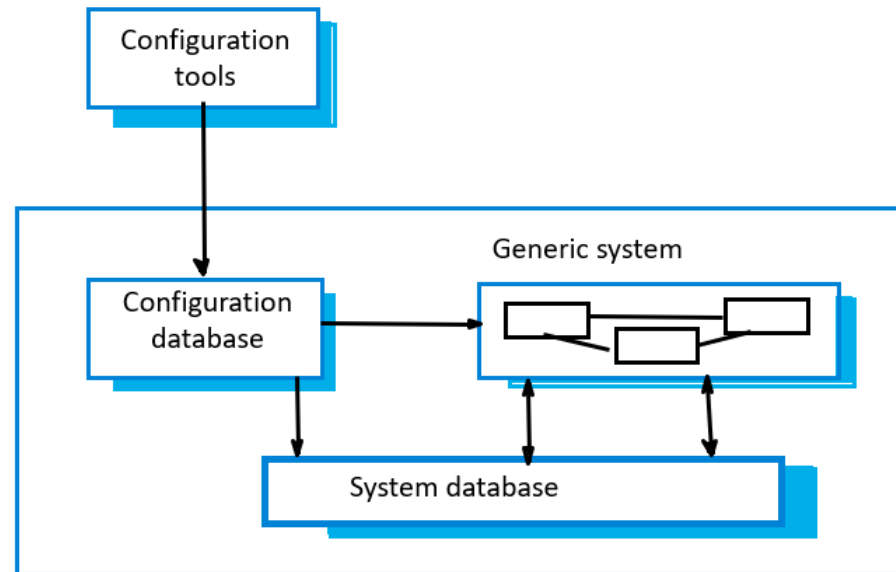 Configuration
tools
Generic system
Configuration
database
System database